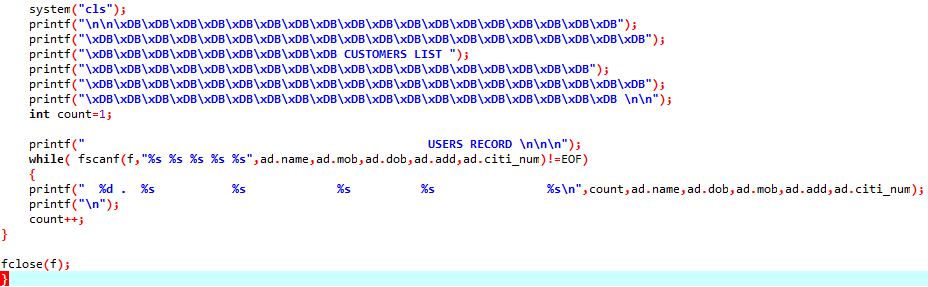 system("cls");
printf("\n\n\xDB\xDB\xDB\xDB\xDB\xDB\xDB\xDB\xDB\xDB\xDB\xDB\xDB\xDB\xDB\xDB\xDB\xDB");
printf("\xDB\xDB\xDB\xDB\xDB\xDB\xDB\xDB\xDB\xDB\xDB\xDB\xDB\xDB\xDB\xDB\xDB\xDB\xDB\xDB");
printf("\xDB\xDB\xDB\xDB\xDB\xDB\xDB\xDB\xDB CUSTOMERS LIST ");
printf("\xDB\xDB\xDB\xDB\xDB\xDB\xDB\xDB\xDB\xDB\xDB\xDB\xDB\xDB\xDB\xDB\xDB\xDB");
printf("\xDB\xDB\xDB\xDB\xDB\xDB\xDB\xDB\xDB\xDB\xDB\xDB\xDB\xDB\xDB\xDB\xDB\xDB\xDB\xDB");
printf("\xDB\xDB\xDB\xDB\xDB\xDB\xDB\xDB\xDB\xDB\xDB\xDB\xDB\xDB\xDB\xDB\xDB\xDB\xDB \n\n");
int count=1;
printf("                                                 USERS RECORD \n\n\n");
while( fscanf(f,"%s %s %s %s %s",ad.name,ad.mob,ad.dob,ad.add,ad.citi_num)!=EOF)
{
printf("  %d .  %s           %s             %s          %s                %s\n",count,ad.name,ad.dob,ad.mob,ad.add,ad.citi_num);
printf("\n");
count++;
}
fclose(f);
}